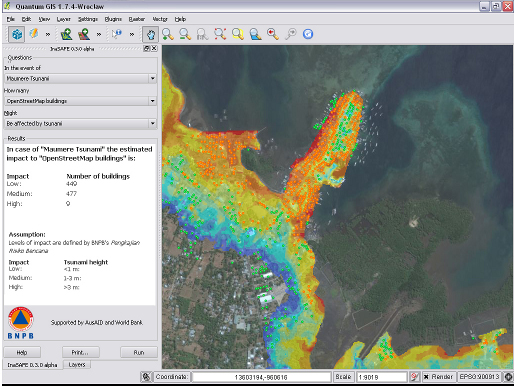 Quantum GIS 1.7.4-Wroclaw
File Edit View Layer Settings Plugins Raster Vector Help
InaSAFE 0.3.0 alpha
Questions
In the event of
Maumere Tsunami
How many
OpenStreetMap buildings
Might
Be affected by tsunami
Results
In case of "Maumere Tsunami" the estimated
impact to "OpenStreetMap buildings" is:
Impact Number of buildings
Low: 449
Medium: 477
High: 9
Assumption:
Levels of impact are defined by BNPB's Pengkajian
Risiko Bencana
Impact Tsunami height
Low: <1 m:
Medium: 1-3 m:
High: >3 m:
BNPB
Supported by AusAID and World Bank
Help Print... Run
InaSAFE 0.3.0 alpha Layers
Coordinate: 13603194,-960616 Scale 1:9019 Render EPSG:900913